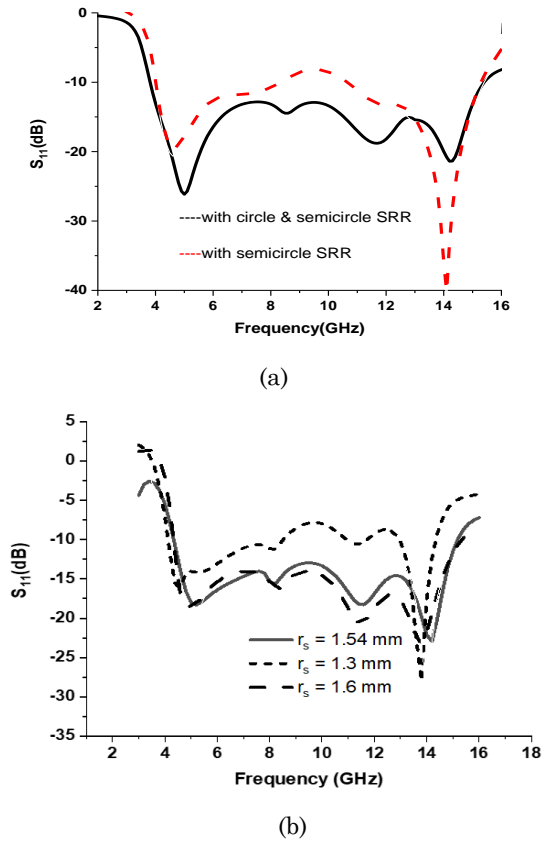 0
-10
-20
-30
-40
S11(dB)
----with circle & semicircle SRR
----with semicircle SRR
2 4 6 8 10 12 14 16
Frequency(GHz)
(a)
5
0
-5
-10
-15
-20
-25
-30
-35
S11(dB)
rs = 1.54 mm
rs = 1.3 mm
rs = 1.6 mm
2 4 6 8 10 12 14 16 18
Frequency (GHz)
(b)